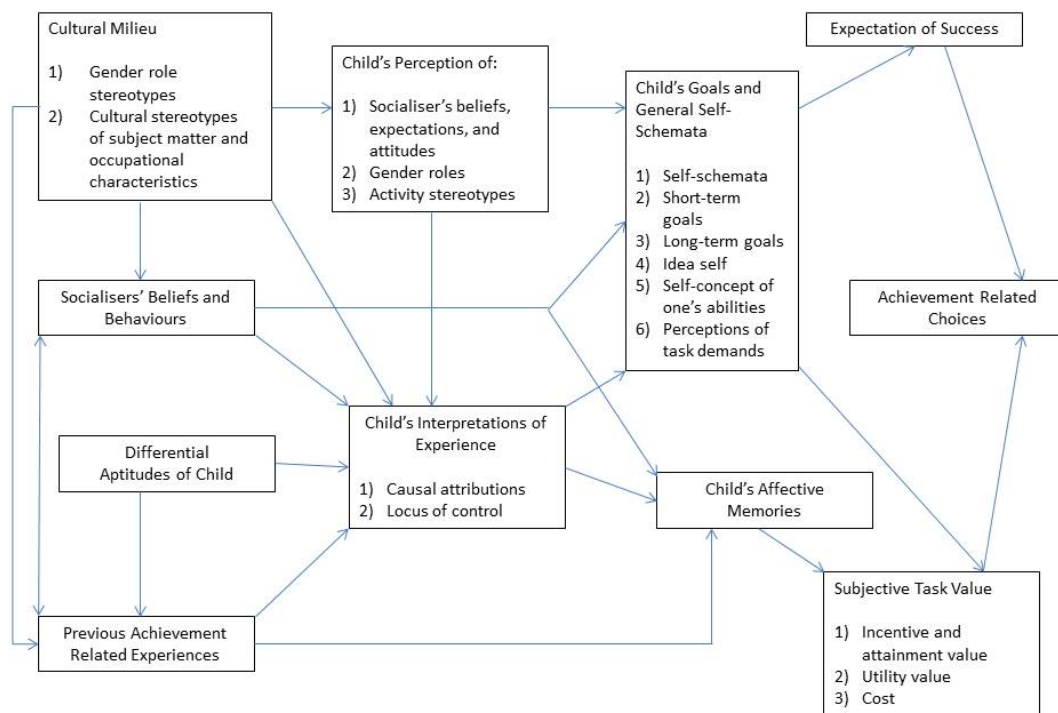 Cultural Milieu
1) Gender role
stereotypes
2) Cultural stereotypes
of subject matter and
occupational
characteristics
Child's Perception of:
1) Socialiser's beliefs,
expectations, and
attitudes
2) Gender roles
3) Activity stereotypes
Child's Goals and
General Self-
Schemata
1) Self-schemata
2) Short-term
goals
3) Long-term goals
4) Idea self
5) Self-concept of
one's abilities
6) Perceptions of
task demands
Expectation of Success
Socialisers' Beliefs and
Behaviours
Achievement Related
Choices
Differential
Aptitudes of Child
Child's Interpretations of
Experience
1) Causal attributions
2) Locus of control
Child's Affective
Memories
Previous Achievement
Related Experiences
Subjective Task Value
1) Incentive and
attainment value
2) Utility value
3) Cost